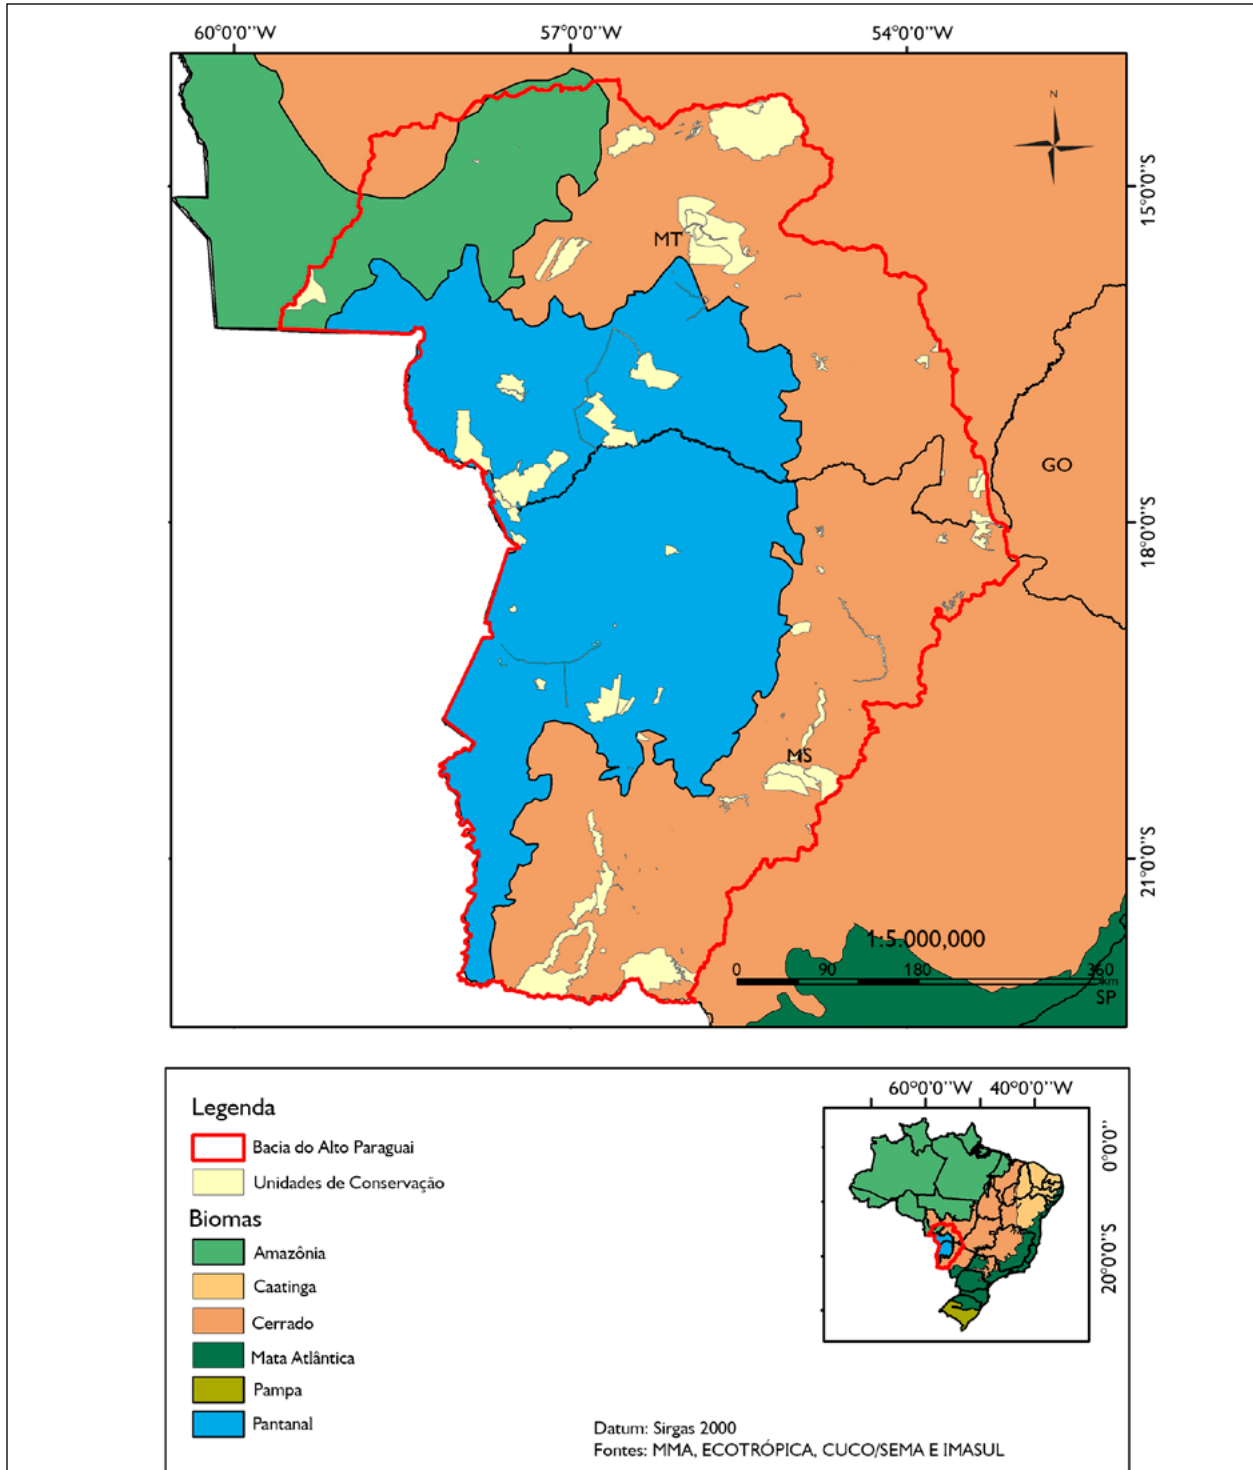 60°0'0''W 57°0'0''W 54°0'0''W
N
15°0'0''S
MT
GO
18°0'0''S
MS
21°0'0''S
1:5.000,000
0 90 180 360
km
SP
Legenda
Bacia do Alto Paraguai
Unidades de Conservação
Biomas
Amazônia
Caatinga
Cerrado
Mata Atlântica
Pampa
Pantanal
60°0'0''W 40°0'0''W
0°0'0''
20°0'0''S
Datum: Sirgas 2000
Fontes: MMA, ECOTRÓPICA, CUCO/SEMA E IMASUL